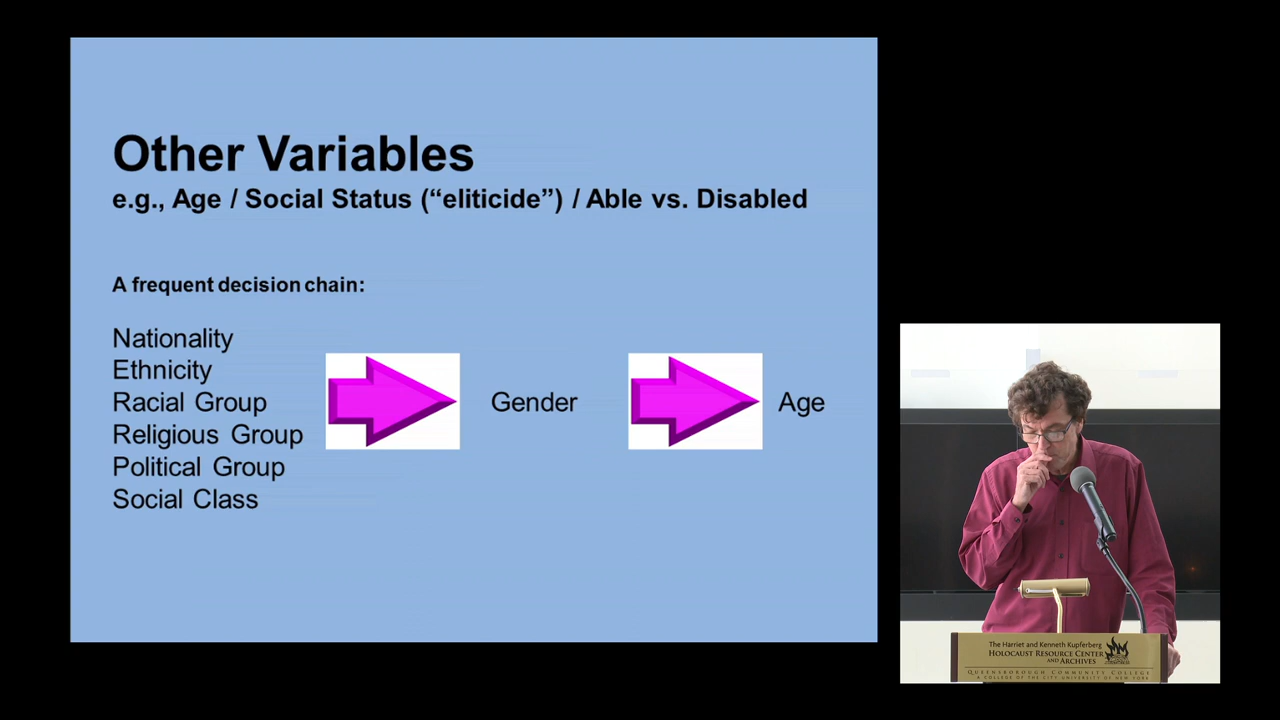 Other Variables
e.g., Age / Social Status (“eliticide”) / Able vs. Disabled
A frequent decision chain:
Nationality
Ethnicity
Racial Group
Religious Group
Political Group
Social Class
Gender
Age
The Harriet and Kenneth Kupferberg
Holocaust Resource Center
and Archives
Queensborough Community College
A College of the City University of New York